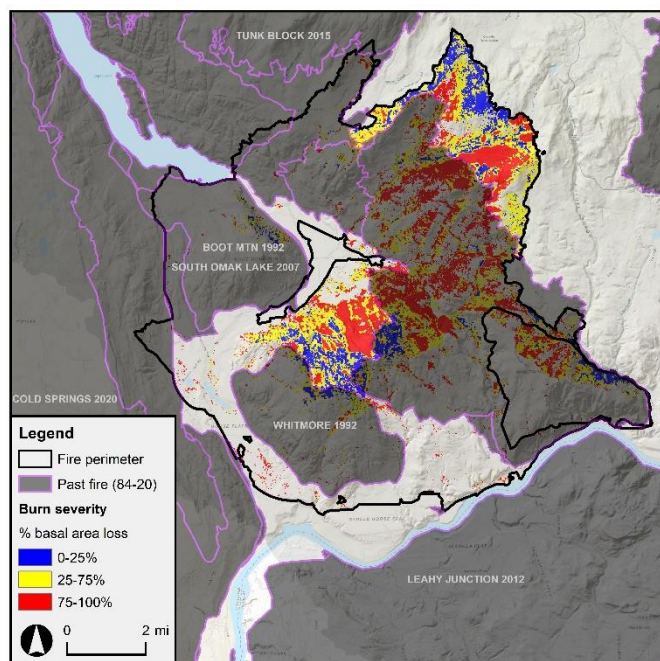 TUNK BLOCK 2015
BOOT MTN 1992
SOUTH OMAK LAKE 2007
COLD SPRINGS 2020
WHITMORE 1992
LEAHY JUNCTION 2012
Legend
Fire perimeter
Past fire (84-20)
Burn severity
% basal area loss
0-25%
25-75%
75-100%
0 2 mi